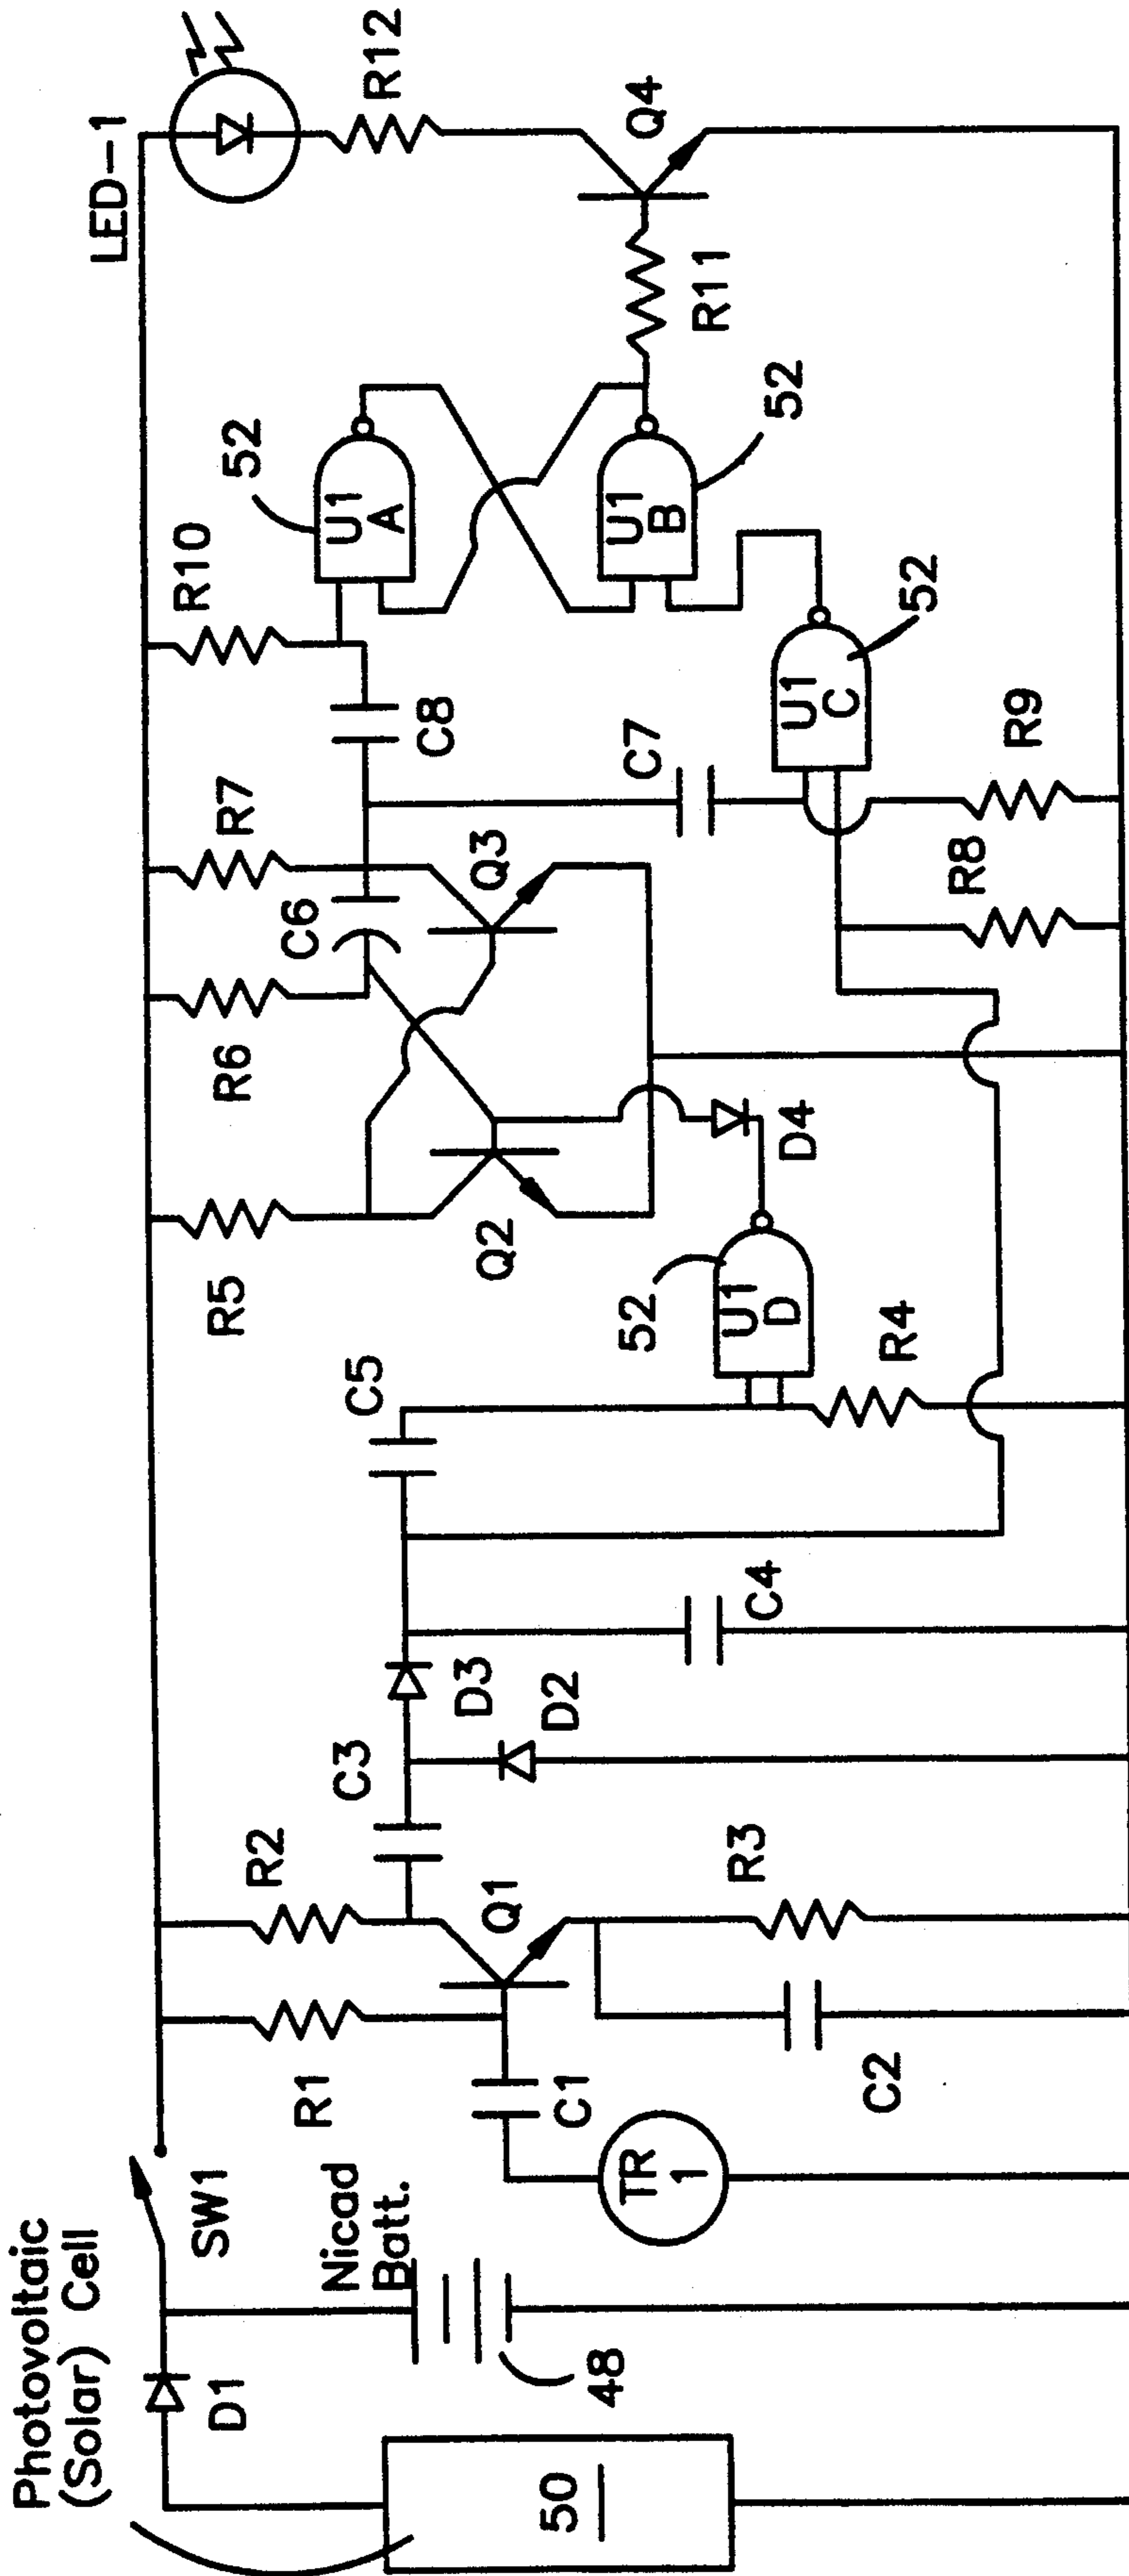 Photovoltaic
(Solar) Cell
50
D1
48
Nicad
Batt.
SW1
TR
1
C1
R1
R2
Q1
C2
R3
C3
D2
D3
C4
C5
R4
52
U1
D
D4
R5
Q2
R6
C6
R7
Q3
C8
C7
R8
R9
R10
52
U1
A
U1
B
52
U1
C
52
R11
Q4
R12
LED-1